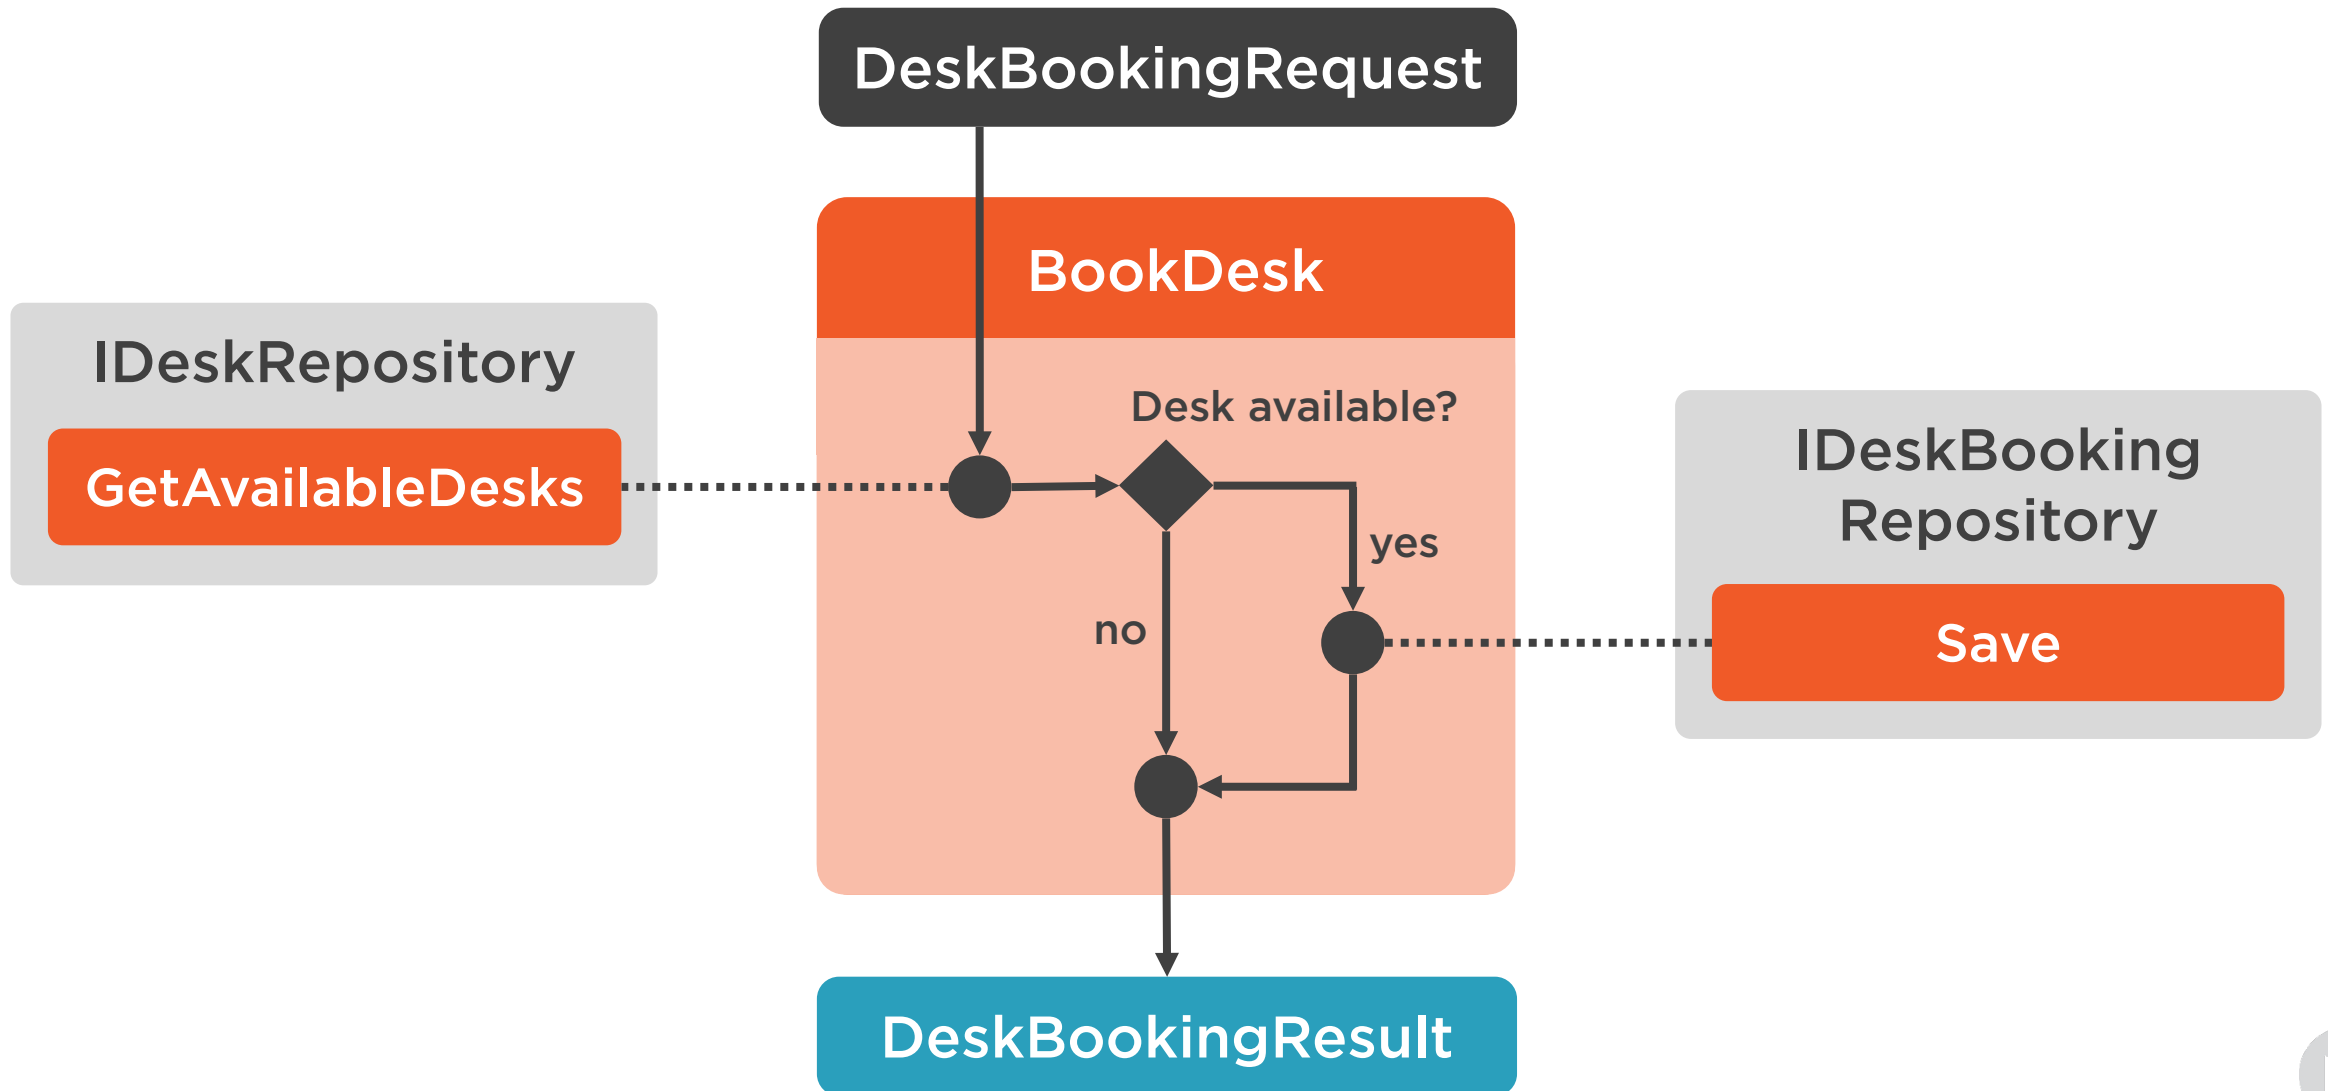 DeskBookingRequest
BookDesk
IDeskRepository
GetAvailableDesks
Desk available?
yes
no
IDeskBooking
Repository
Save
DeskBookingResult